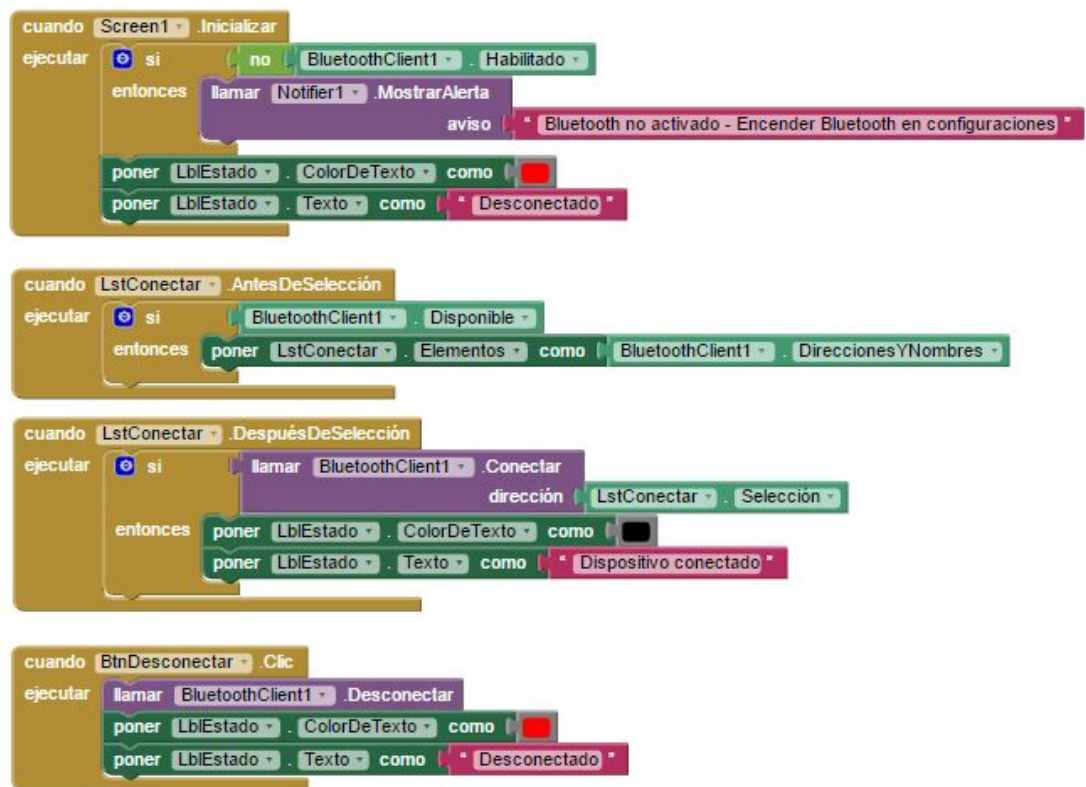 cuando Screen1 .Inicializar
ejecutar si no BluetoothClient1 . Habilitado
entonces llamar Notifier1 .MostrarAlerta
aviso " Bluetooth no activado - Encender Bluetooth en configuraciones "
poner LblEstado . ColorDeTexto como
poner LblEstado . Texto como " Desconectado "
cuando LstConectar .AntesDeSelección
ejecutar si BluetoothClient1 . Disponible
entonces poner LstConectar . Elementos como BluetoothClient1 . DireccionesYNombres
cuando LstConectar .DespuésDeSelección
ejecutar si llamar BluetoothClient1 .Conectar
dirección LstConectar . Selección
entonces poner LblEstado . ColorDeTexto como
poner LblEstado . Texto como " Dispositivo conectado "
cuando BtnDesconectar .Clic
ejecutar llamar BluetoothClient1 .Desconectar
poner LblEstado . ColorDeTexto como
poner LblEstado . Texto como " Desconectado "